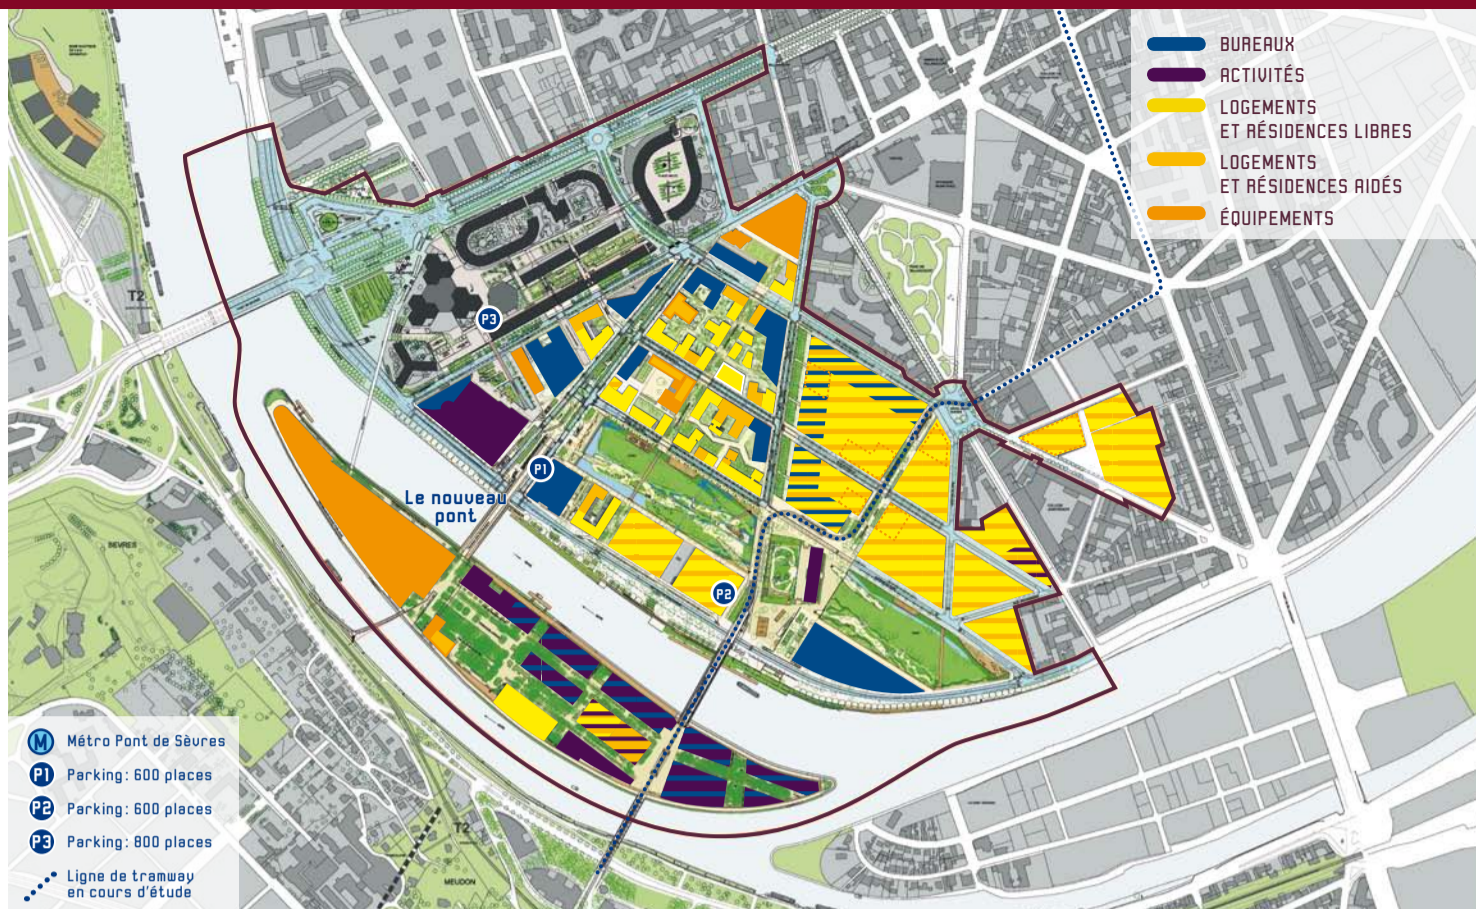 BUREAUX
ACTIVITÉS
LOGEMENTS
ET RÉSIDENCES LIBRES
LOGEMENTS
ET RÉSIDENCES AIDÉS
ÉQUIPEMENTS
T2
P3
P1
Le nouveau
pont
P2
SEVRES
M Métro Pont de Sèvres
P1 Parking : 600 places
P2 Parking : 600 places
P3 Parking : 800 places
Ligne de tramway
en cours d'étude
T2
MEUDON